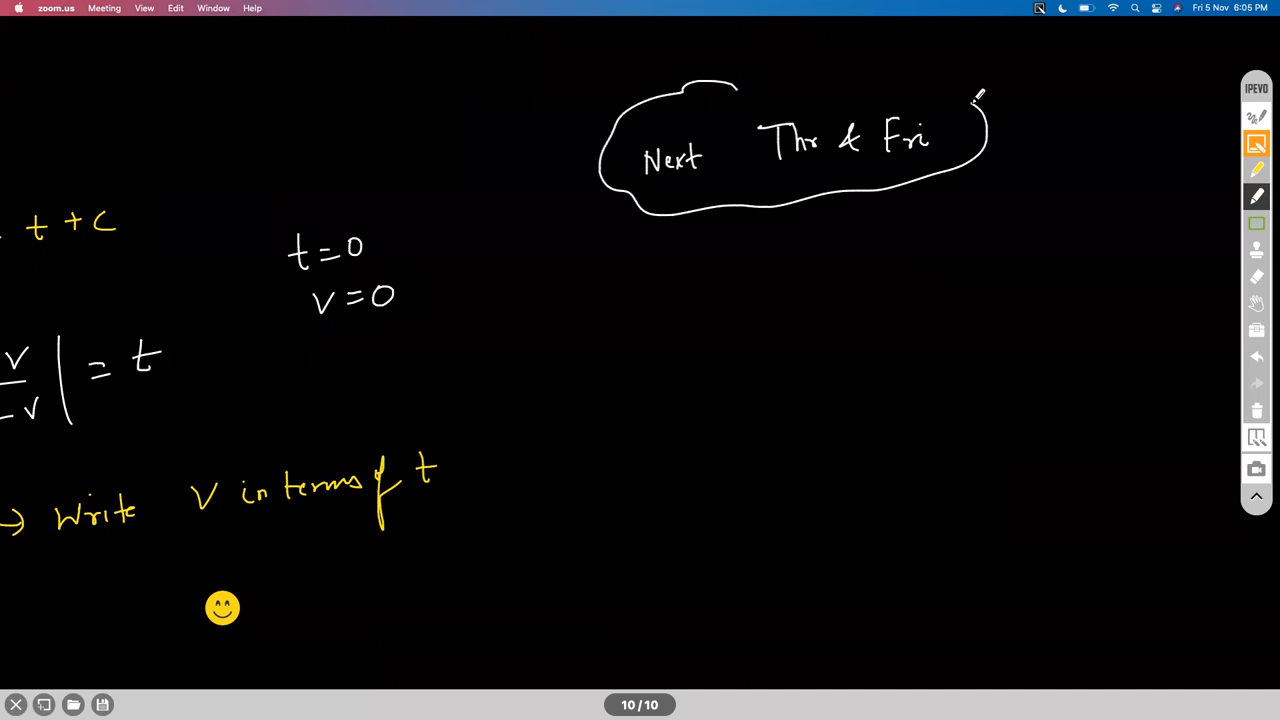 zoom.us Meeting View Edit Window Help Fri 5 Nov 6:05 PM
IPEVO
Next Thr & Fri
t + c
t = 0
v = 0
v
- v | = t
→ Write v in terms of t
10 / 10